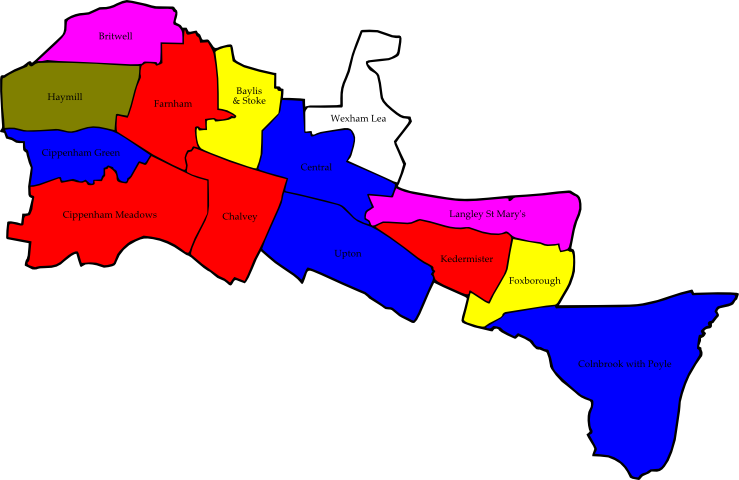 Britwell
Haymill
Farnham
Baylis
& Stoke
Wexham Lea
Cippenham Green
Central
Cippenham Meadows
Chalvey
Langley St Mary's
Upton
Kedermister
Foxborough
Colnbrook with Poyle